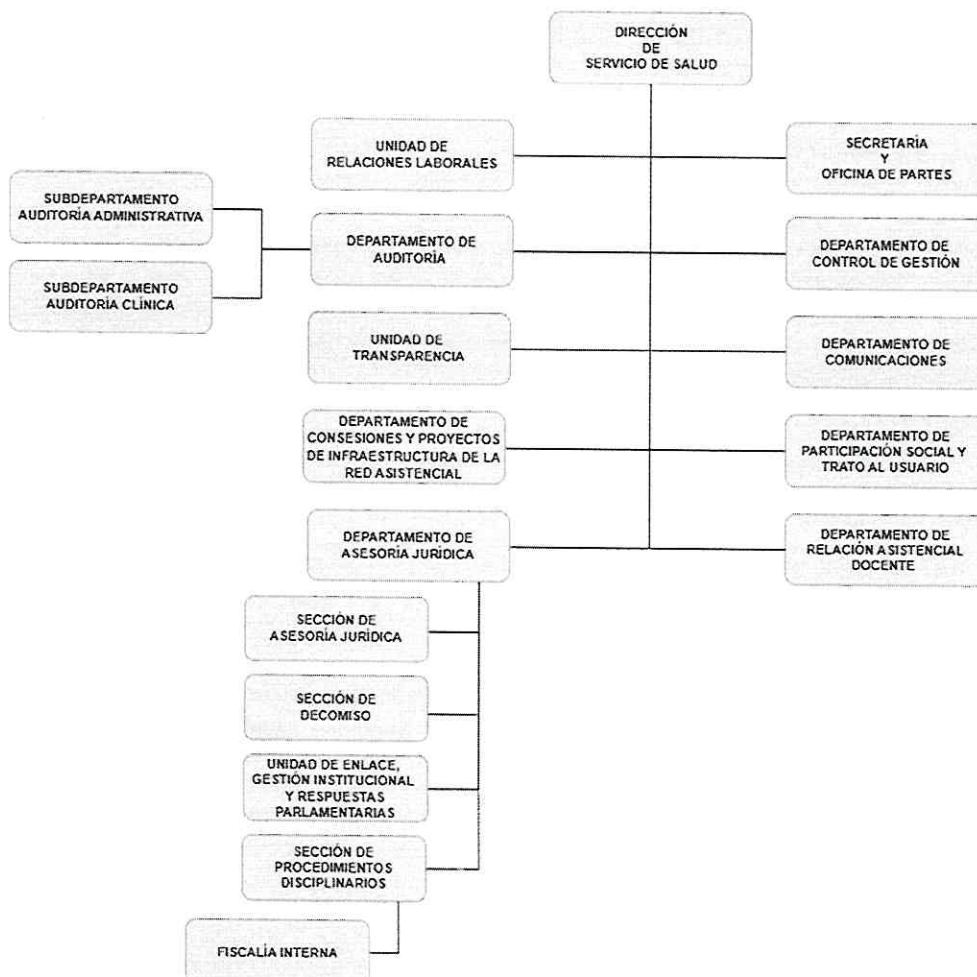 DIRECCIÓN
DE
SERVICIO DE SALUD
UNIDAD DE
RELACIONES LABORALES
SECRETARÍA
Y
OFICINA DE PARTES
SUBDEPARTAMENTO
AUDITORÍA ADMINISTRATIVA
DEPARTAMENTO DE
AUDITORÍA
DEPARTAMENTO DE
CONTROL DE GESTIÓN
SUBDEPARTAMENTO
AUDITORÍA CLÍNICA
UNIDAD DE
TRANSPARENCIA
DEPARTAMENTO DE
COMUNICACIONES
DEPARTAMENTO DE
CONSESIONES Y PROYECTOS
DE INFRAESTRUCTURA DE LA
RED ASISTENCIAL
DEPARTAMENTO DE
PARTICIPACIÓN SOCIAL Y
TRATO AL USUARIO
DEPARTAMENTO DE
ASESORÍA JURÍDICA
DEPARTAMENTO DE
RELACIÓN ASISTENCIAL
DOCENTE
SECCIÓN DE
ASESORÍA JURÍDICA
SECCIÓN DE
DECOMISO
UNIDAD DE ENLACE,
GESTIÓN INSTITUCIONAL
Y RESPUESTAS
PARLAMENTARIAS
SECCIÓN DE
PROCEDIMIENTOS
DISCIPLINARIOS
FISCALÍA INTERNA